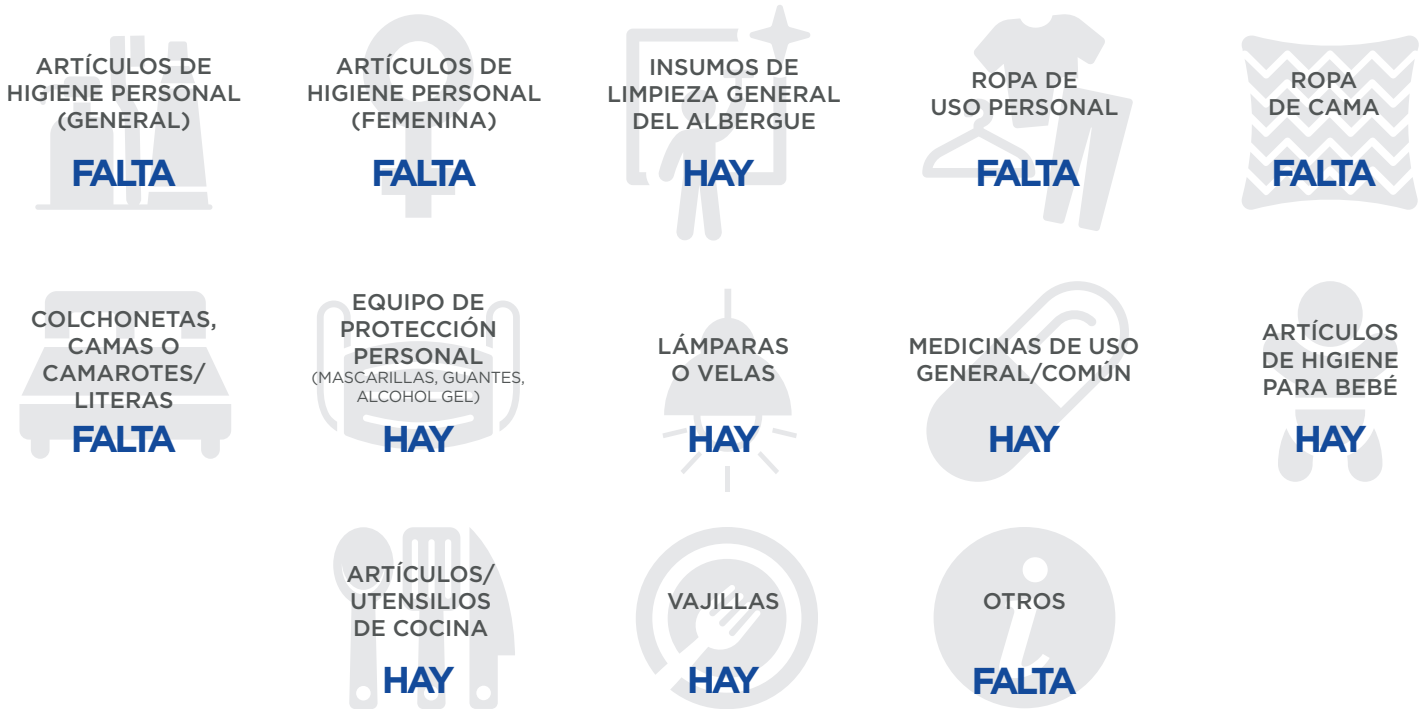 ARTÍCULOS DE
HIGIENE PERSONAL
(GENERAL)
FALTA
ARTÍCULOS DE
HIGIENE PERSONAL
(FEMENINA)
FALTA
INSUMOS DE
LIMPIEZA GENERAL
DEL ALBERGUE
HAY
ROPA DE
USO PERSONAL
FALTA
ROPA
DE CAMA
FALTA
COLCHONETAS,
CAMAS O
CAMAROTES/
LITERAS
FALTA
EQUIPO DE
PROTECCIÓN
PERSONAL
(MASCARILLAS, GUANTES,
ALCOHOL GEL)
HAY
LÁMPARAS
O VELAS
HAY
MEDICINAS DE USO
GENERAL/COMÚN
HAY
ARTÍCULOS
DE HIGIENE
PARA BEBÉ
HAY
ARTÍCULOS/
UTENSILIOS
DE COCINA
HAY
VAJILLAS
HAY
OTROS
FALTA